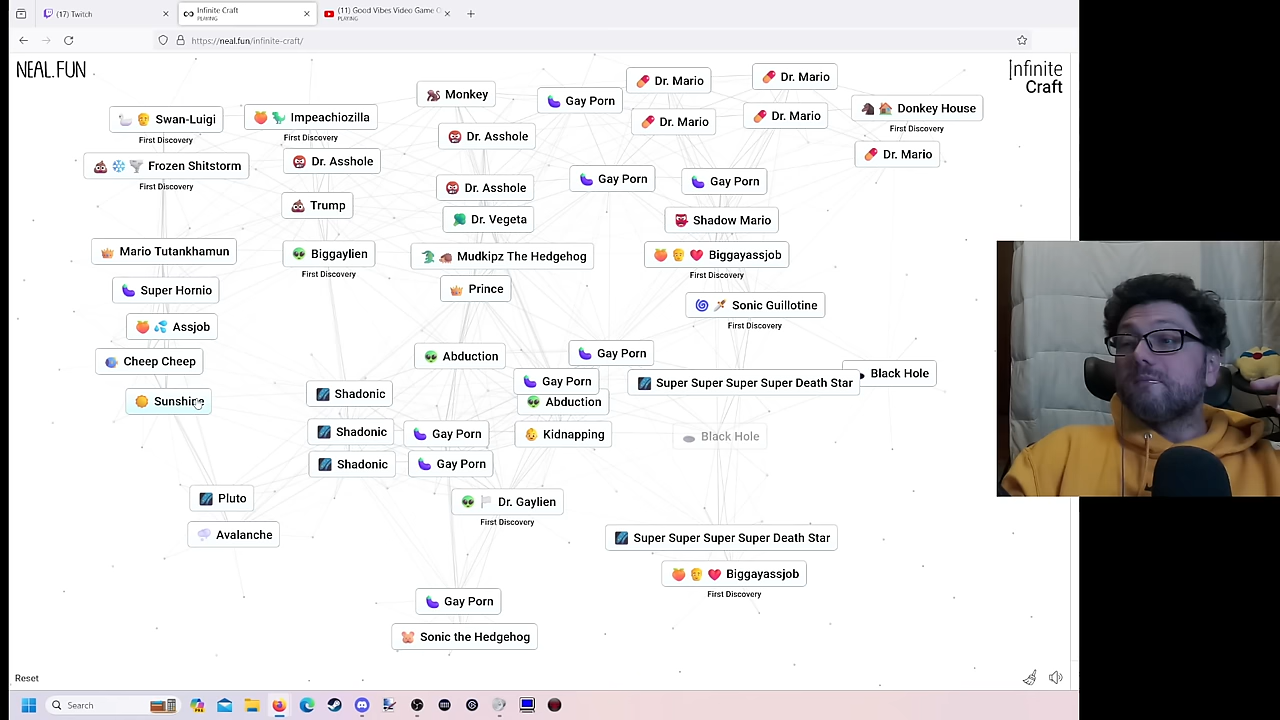 (17) Twitch
Infinite Craft
PLAYING
(11) Good Vibes Video Game
PLAYING
https://neal.fun/infinite-craft/
NEAL.FUN
Infinite
Craft
Monkey
Gay Porn
Dr. Mario
Dr. Mario
Swan-Luigi
First Discovery
Impeachiozilla
First Discovery
Dr. Asshole
Dr. Mario
Dr. Mario
Donkey House
First Discovery
Frozen Shitstorm
First Discovery
Dr. Asshole
Dr. Mario
Dr. Asshole
Gay Porn
Gay Porn
Trump
Dr. Vegeta
Shadow Mario
Mario Tutankhamun
Biggaylien
First Discovery
Mudkipz The Hedgehog
Biggayassjob
First Discovery
Super Hornio
Prince
Sonic Guillotine
First Discovery
Assjob
Cheep Cheep
Abduction
Gay Porn
Gay Porn
Super Super Super Super Death Star
Black Hole
Sunshine
Shadonic
Abduction
Shadonic
Gay Porn
Kidnapping
Black Hole
Shadonic
Gay Porn
Pluto
Dr. Gaylien
First Discovery
Avalanche
Super Super Super Super Death Star
Biggayassjob
First Discovery
Gay Porn
Sonic the Hedgehog
Reset
Search